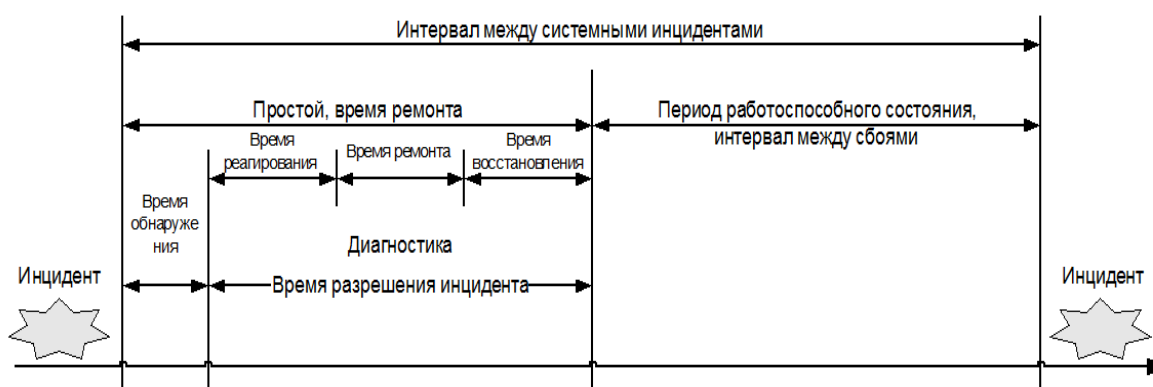 Интервал между системными инцидентами
Простой, время ремонта
Период работоспособного состояния,
интервал между сбоями
Время
реагирования
Время ремонта
Время
восстановления
Время
обнаруже
ния
Диагностика
Время разрешения инцидента
Инцидент
Инцидент